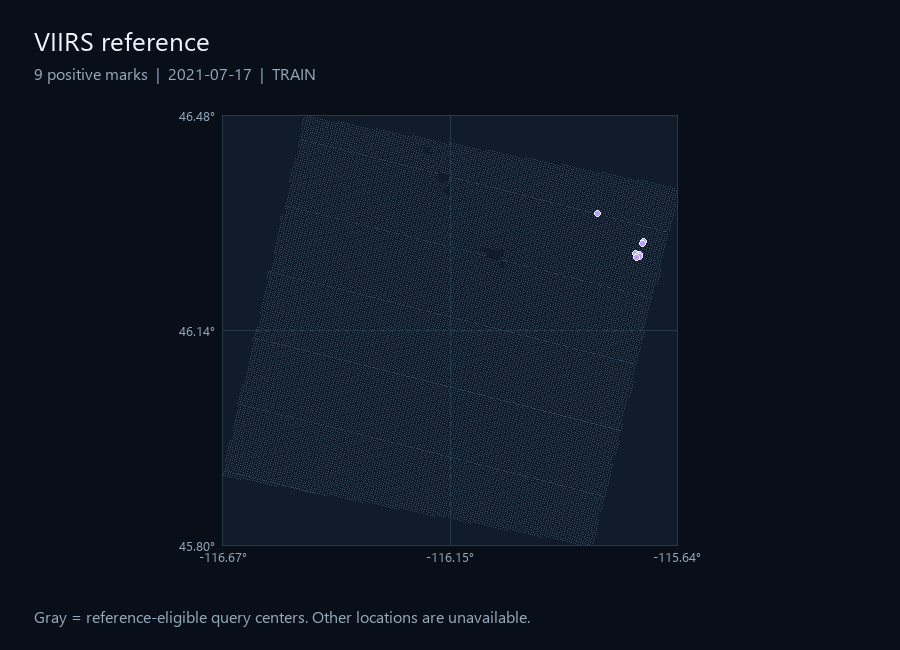 VIIRS reference
9 positive marks | 2021-07-17 | TRAIN
46.48°
46.14°
45.80°
-116.67°
-116.15°
-115.64°
Gray = reference-eligible query centers. Other locations are unavailable.